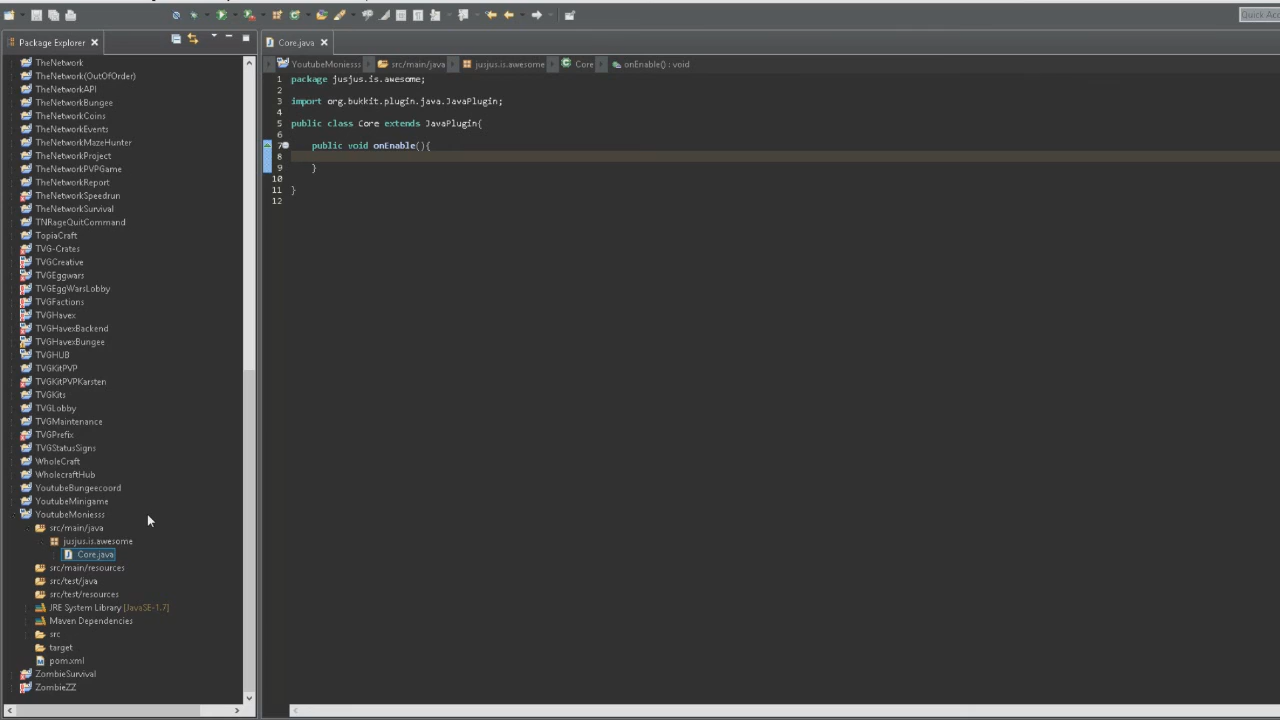 Quick Acc
Package Explorer
Core.java
TheNetwork
TheNetwork(OutOfOrder)
TheNetworkAPI
TheNetworkBungee
TheNetworkCoins
TheNetworkEvents
TheNetworkMazeHunter
TheNetworkProject
TheNetworkPVPGame
TheNetworkReport
TheNetworkSpeedrun
TheNetworkSurvival
TNRageQuitCommand
TopiaCraft
TVG-Crates
TVGCreative
TVGEggwars
TVGEggWarsLobby
TVGFactions
TVGHavex
TVGHavexBackend
TVGHavexBungee
TVGHUB
TVGKitPVP
TVGKitPVPKarsten
TVGKits
TVGLobby
TVGMaintenance
TVGPrefix
TVGStatusSigns
WholeCraft
WholecraftHub
YoutubeBungeecoord
YoutubeMinigame
YoutubeMoniesss
src/main/java
jusjus.is.awesome
Core.java
src/main/resources
src/test/java
src/test/resources
JRE System Library [JavaSE-1.7]
Maven Dependencies
src
target
pom.xml
ZombieSurvival
ZombieZZ
YoutubeMoniesss src/main/java jusjus.is.awesome Core onEnable() : void
1 package jusjus.is.awesome;
2
3 import org.bukkit.plugin.java.JavaPlugin;
4
5 public class Core extends JavaPlugin{
6
7 public void onEnable(){
8
9 }
10
11 }
12